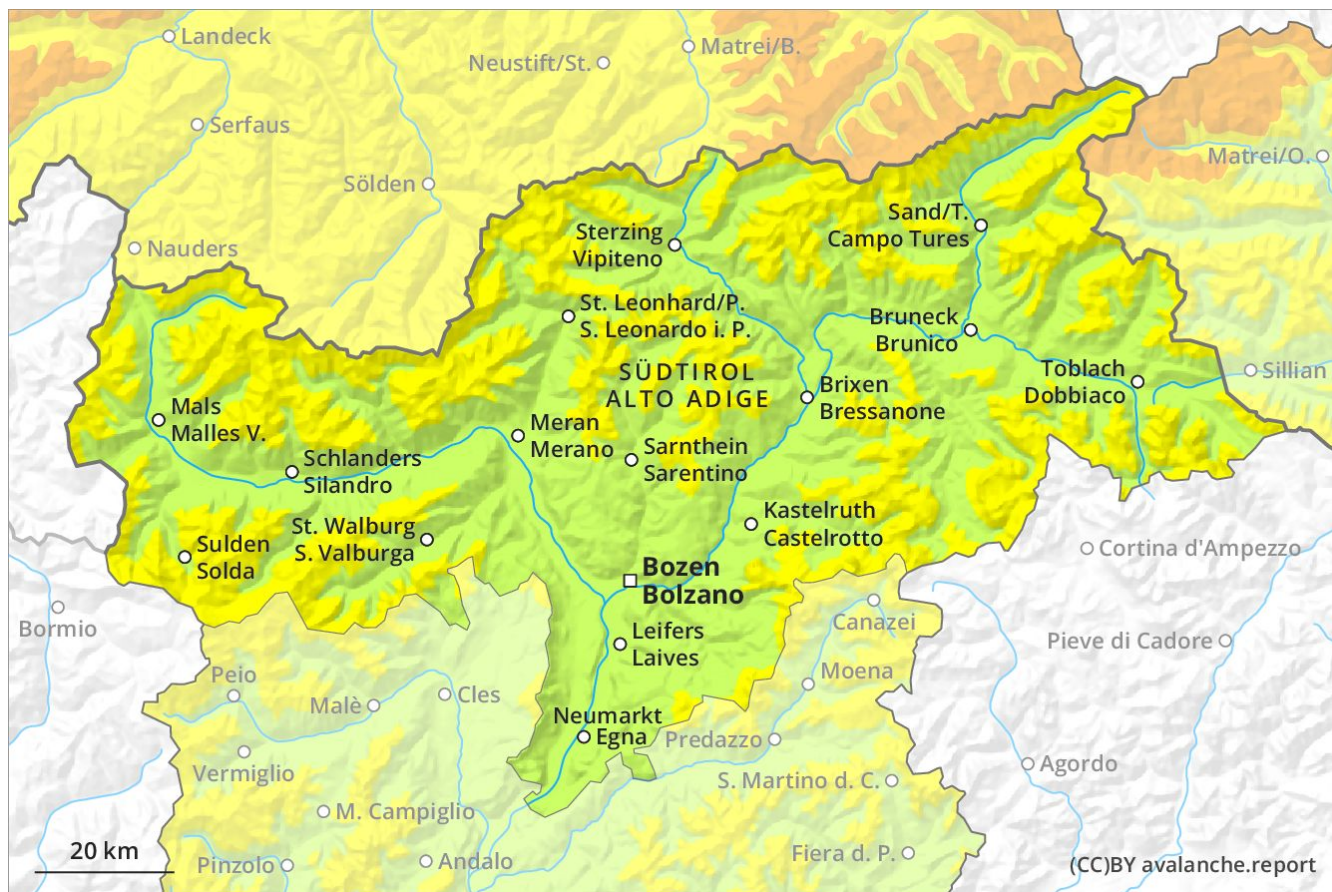 Landeck
Neustift/St.
Matrei/B.
Serfaus
Matrei/O.
Sölden
Nauders
Sterzing
Vipiteno
Sand/T.
Campo Tures
St. Leonhard/P.
S. Leonardo i. P.
Bruneck
Brunico
SÜDTIROL
ALTO ADIGE
Toblach
Dobbiaco
Sillian
Brixen
Bressanone
Mals
Malles V.
Meran
Merano
Sarnthein
Sarentino
Schlanders
Silandro
Kastelruth
Castelrotto
St. Walburg
S. Valburga
Sulden
Solda
Cortina d'Ampezzo
Bozen
Bolzano
Bormio
Leifers
Laives
Canazei
Pieve di Cadore
Peio
Malè
Cles
Moena
Neumarkt
Egna
Predazzo
Vermiglio
S. Martino d. C.
Agordo
M. Campiglio
20 km
Pinzolo
Andalo
Fiera d. P.
(CC)BY avalanche.report